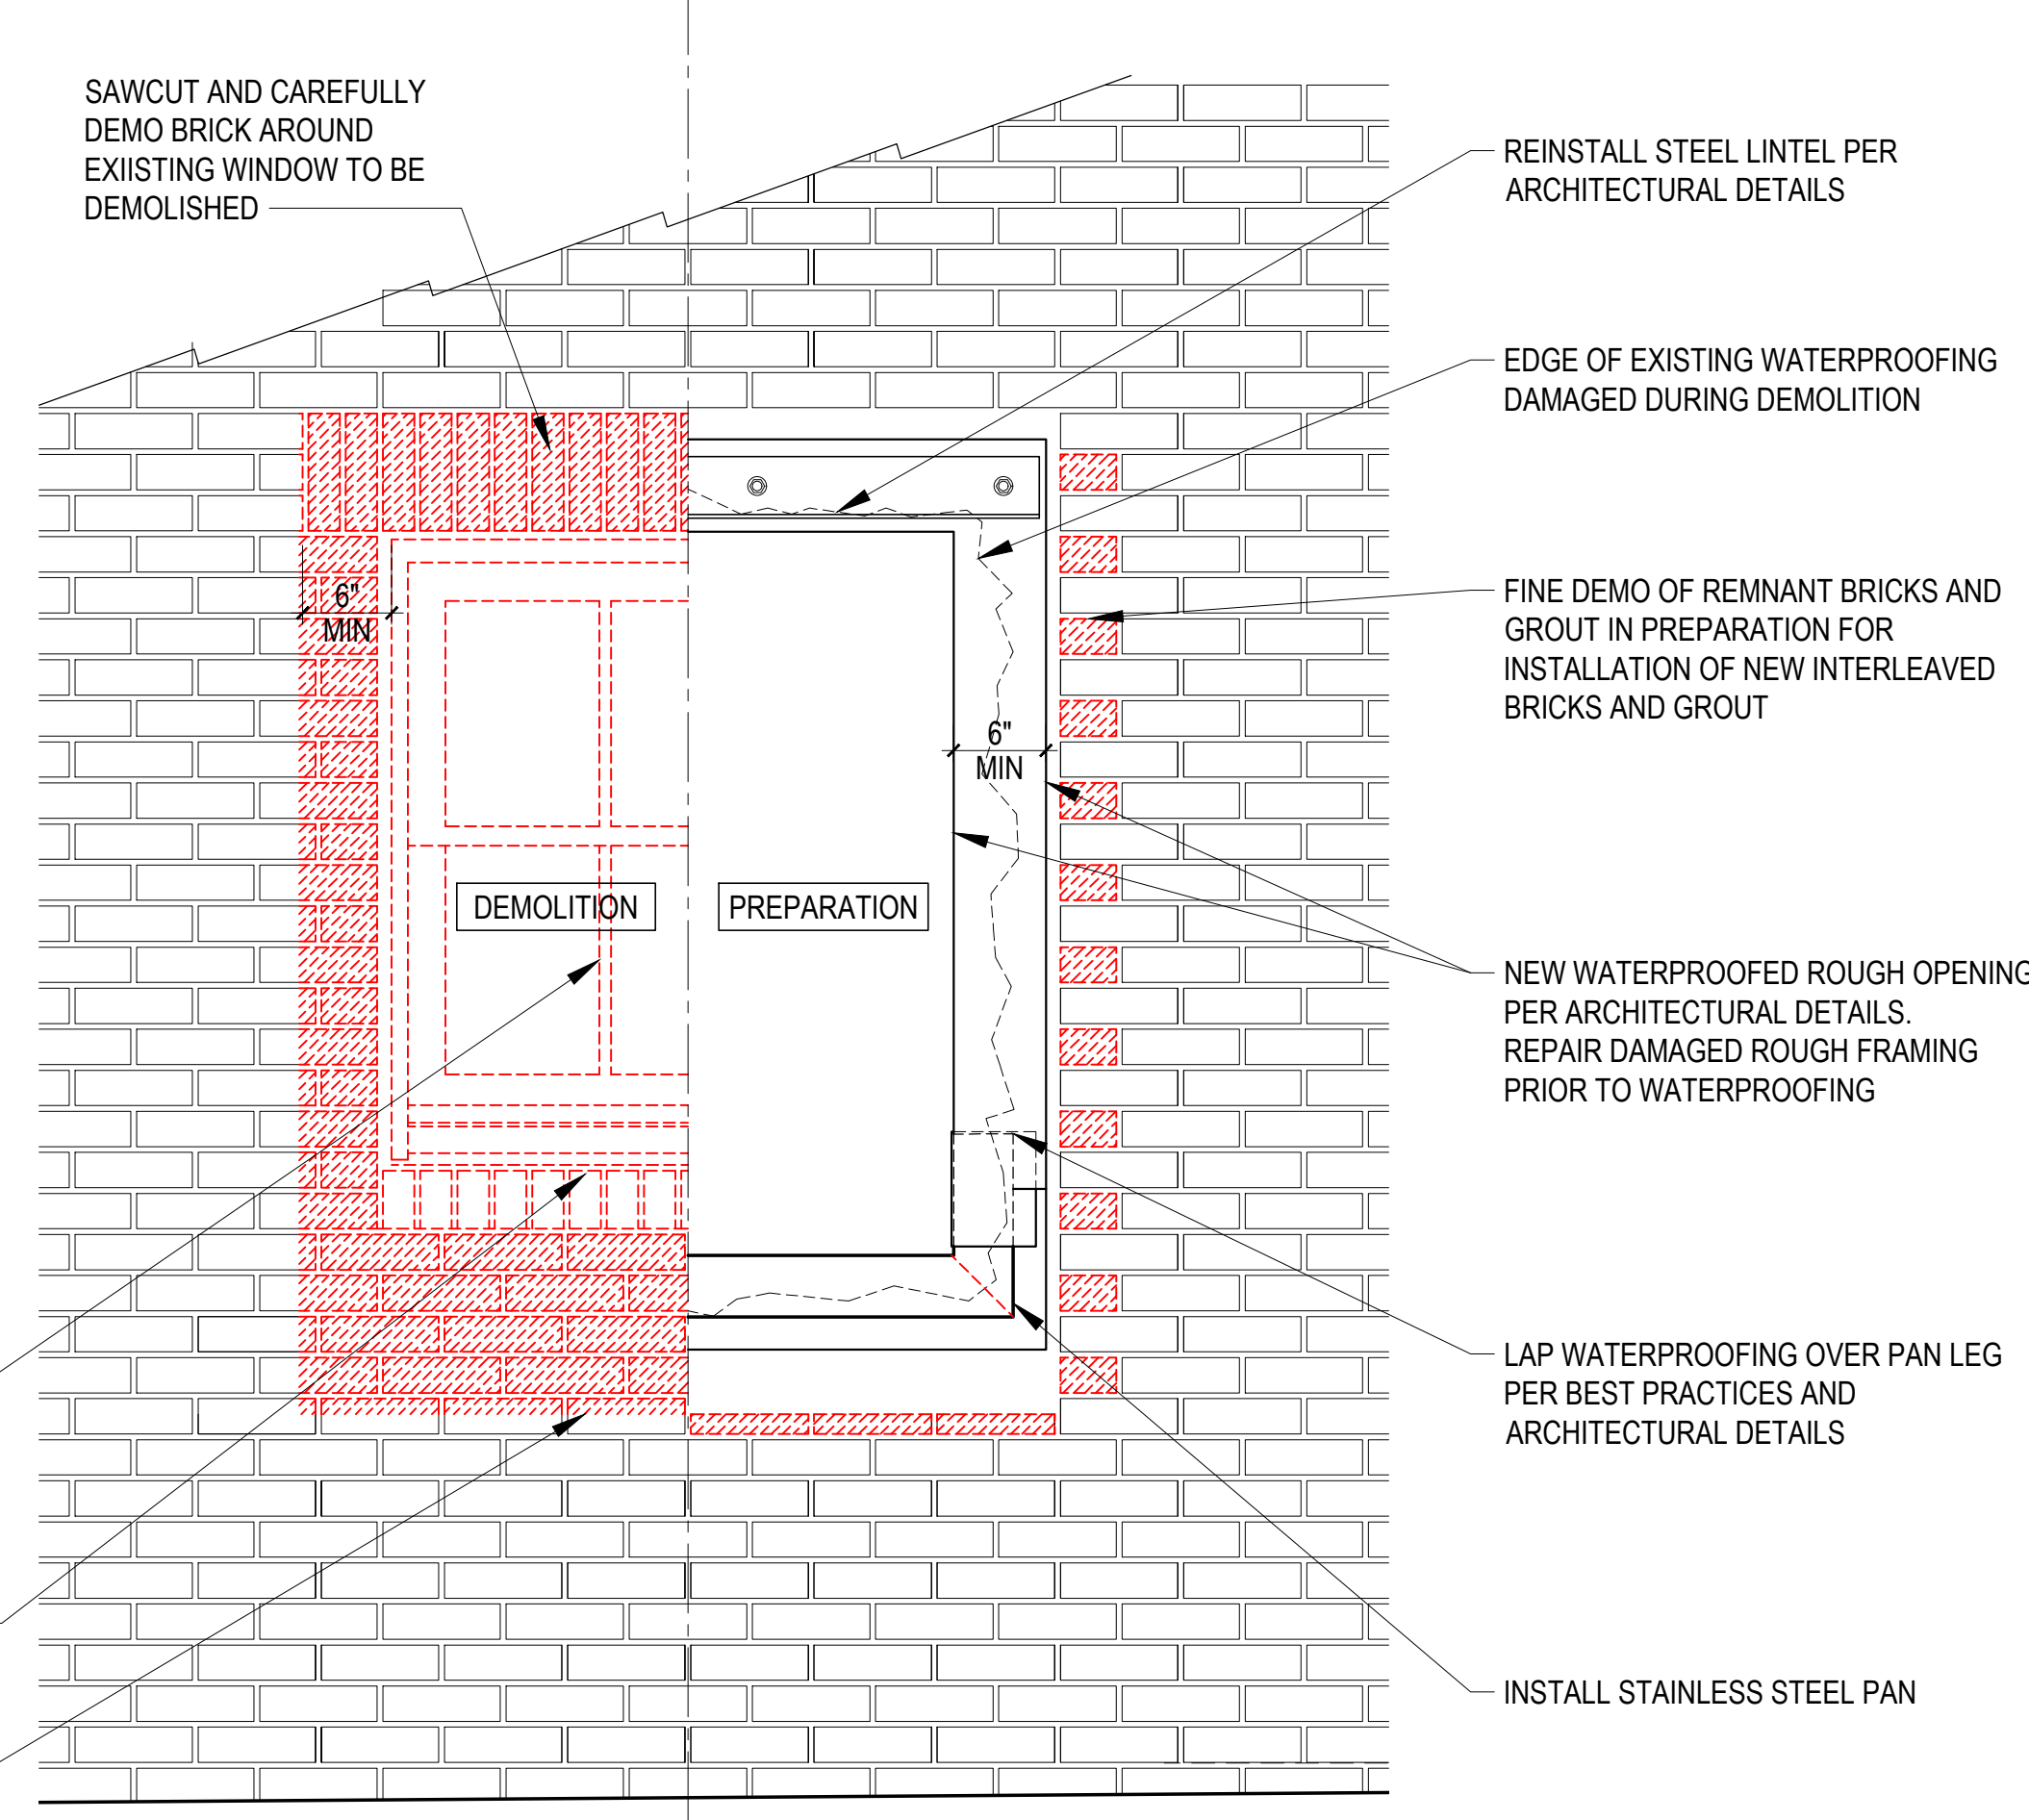 SAWCUT AND CAREFULLY
DEMO BRICK AROUND
EXIISTING WINDOW TO BE
DEMOLISHED
REINSTALL STEEL LINTEL PER
ARCHITECTURAL DETAILS
EDGE OF EXISTING WATERPROOFING
DAMAGED DURING DEMOLITION
6"
MIN
FINE DEMO OF REMNANT BRICKS AND
GROUT IN PREPARATION FOR
INSTALLATION OF NEW INTERLEAVED
BRICKS AND GROUT
6"
MIN
DEMOLITION
PREPARATION
NEW WATERPROOFED ROUGH OPENING
PER ARCHITECTURAL DETAILS.
REPAIR DAMAGED ROUGH FRAMING
PRIOR TO WATERPROOFING
LAP WATERPROOFING OVER PAN LEG
PER BEST PRACTICES AND
ARCHITECTURAL DETAILS
INSTALL STAINLESS STEEL PAN